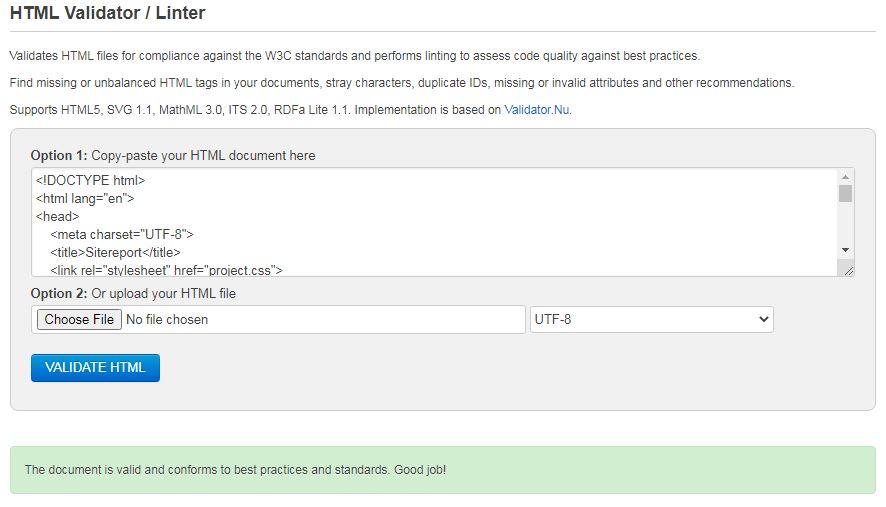 HTML Validator / Linter
Validates HTML files for compliance against the W3C standards and performs linting to assess code quality against best practices.
Find missing or unbalanced HTML tags in your documents, stray characters, duplicate IDs, missing or invalid attributes and other recommendations.
Supports HTML5, SVG 1.1, MathML 3.0, ITS 2.0, RDFa Lite 1.1. Implementation is based on Validator.Nu.
Option 1: Copy-paste your HTML document here
<!DOCTYPE html>
<html lang="en">
<head>
    <meta charset="UTF-8">
    <title>Sitereport</title>
    <link rel="stylesheet" href="project.css">
Option 2: Or upload your HTML file
Choose File No file chosen UTF-8
VALIDATE HTML
The document is valid and conforms to best practices and standards. Good job!